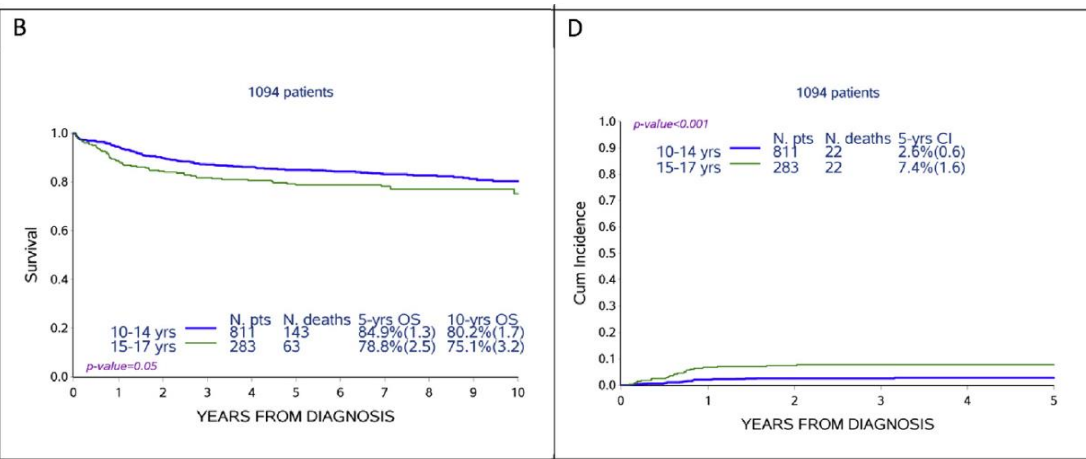 B
1094 patients
1.0
0.8
0.6
0.4
0.2
0.0
Survival
N. pts N. deaths 5-yrs OS 10-yrs OS
10-14 yrs 811 143 84.9%(1.3) 80.2%(1.7)
15-17 yrs 283 63 78.8%(2.5) 75.1%(3.2)
p-value=0.05
0 1 2 3 4 5 6 7 8 9 10
YEARS FROM DIAGNOSIS
D
1094 patients
1.0
0.9
0.8
0.7
0.6
0.5
0.4
0.3
0.2
0.1
0.0
Cum Incidence
p-value<0.001
N. pts N. deaths 5-yrs CI
10-14 yrs 811 22 2.6%(0.6)
15-17 yrs 283 22 7.4%(1.6)
0 1 2 3 4 5
YEARS FROM DIAGNOSIS